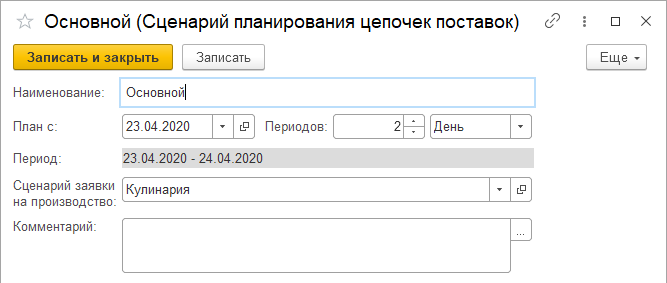 Основной (Сценарий планирования цепочек поставок)
Записать и закрыть Записать Еще
Наименование: Основной
План с: 23.04.2020 Периодов: 2 День
Период: 23.04.2020 - 24.04.2020
Сценарий заявки
на производство: Кулинария
Комментарий: ...